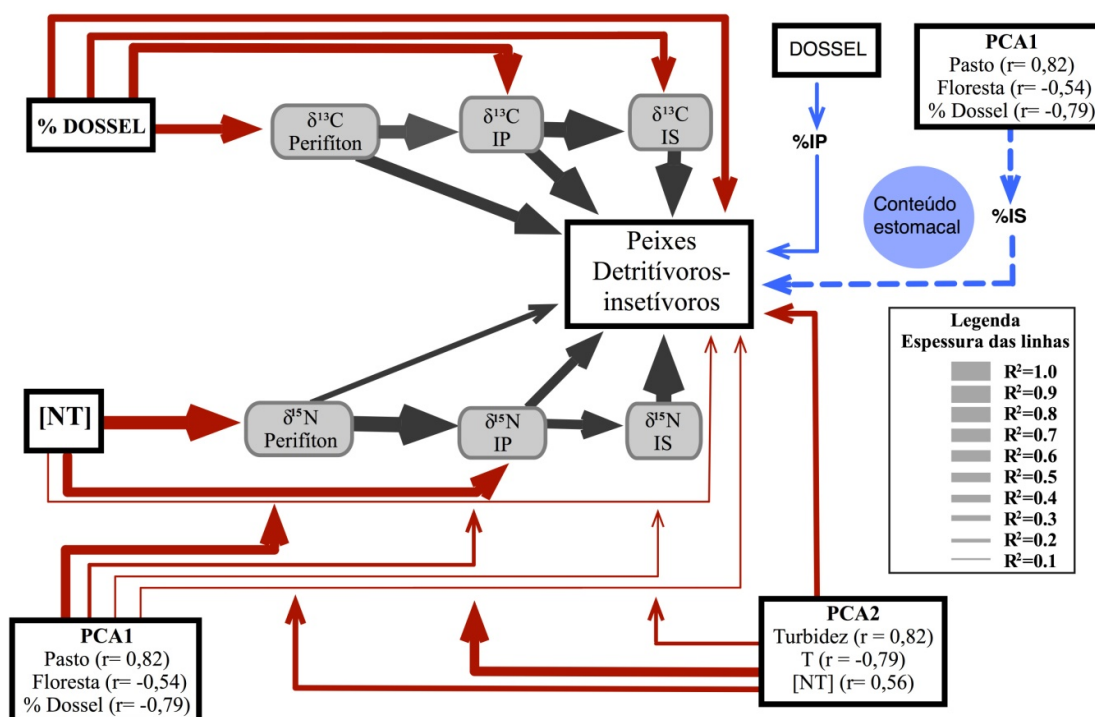 % DOSSEL
δ¹³C
Perifíton
δ¹³C
IP
δ¹³C
IS
DOSSEL
%IP
PCA1
Pasto (r= 0,82)
Floresta (r= -0,54)
% Dossel (r= -0,79)
%IS
Conteúdo
estomacal
Peixes
Detritívoros-
insetívoros
[NT]
δ¹⁵N
Perifíton
δ¹⁵N
IP
δ¹⁵N
IS
Legenda
Espessura das linhas
R²=1.0
R²=0.9
R²=0.8
R²=0.7
R²=0.6
R²=0.5
R²=0.4
R²=0.3
R²=0.2
R²=0.1
PCA1
Pasto (r= 0,82)
Floresta (r= -0,54)
% Dossel (r= -0,79)
PCA2
Turbidez (r = 0,82)
T (r = -0,79)
[NT] (r= 0,56)